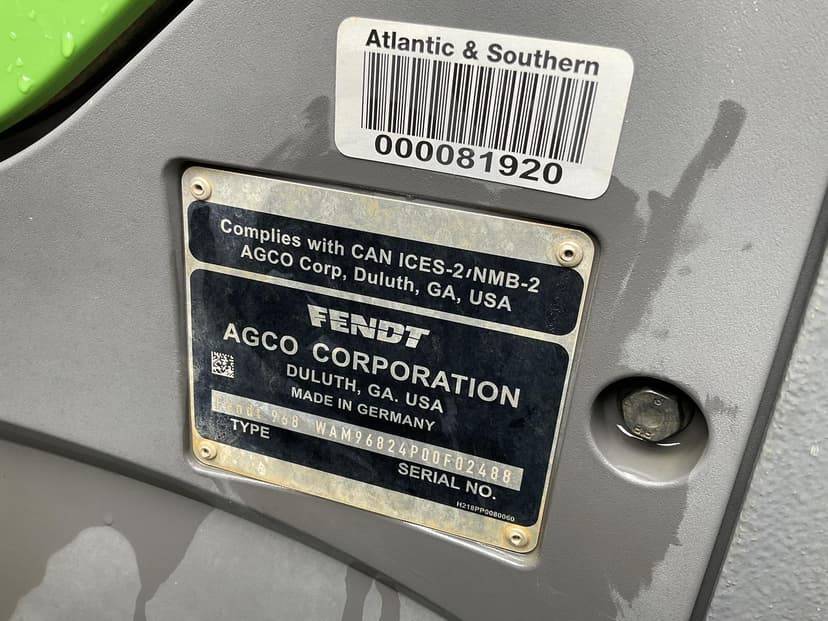 Atlantic & Southern
000081920
Complies with CAN ICES-2/NMB-2
AGCO Corp, Duluth, GA, USA
FENDT
AGCO CORPORATION
DULUTH, GA. USA
MADE IN GERMANY
Fendt 968 WAM96824P00F02488
TYPE
SERIAL NO.
H218PP0080060